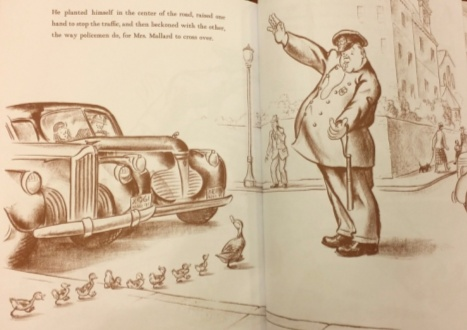 He planted himself in the center of the road, raised one
hand to stop the traffic, and then beckoned with the other,
the way policemen do, for Mrs. Mallard to cross over.